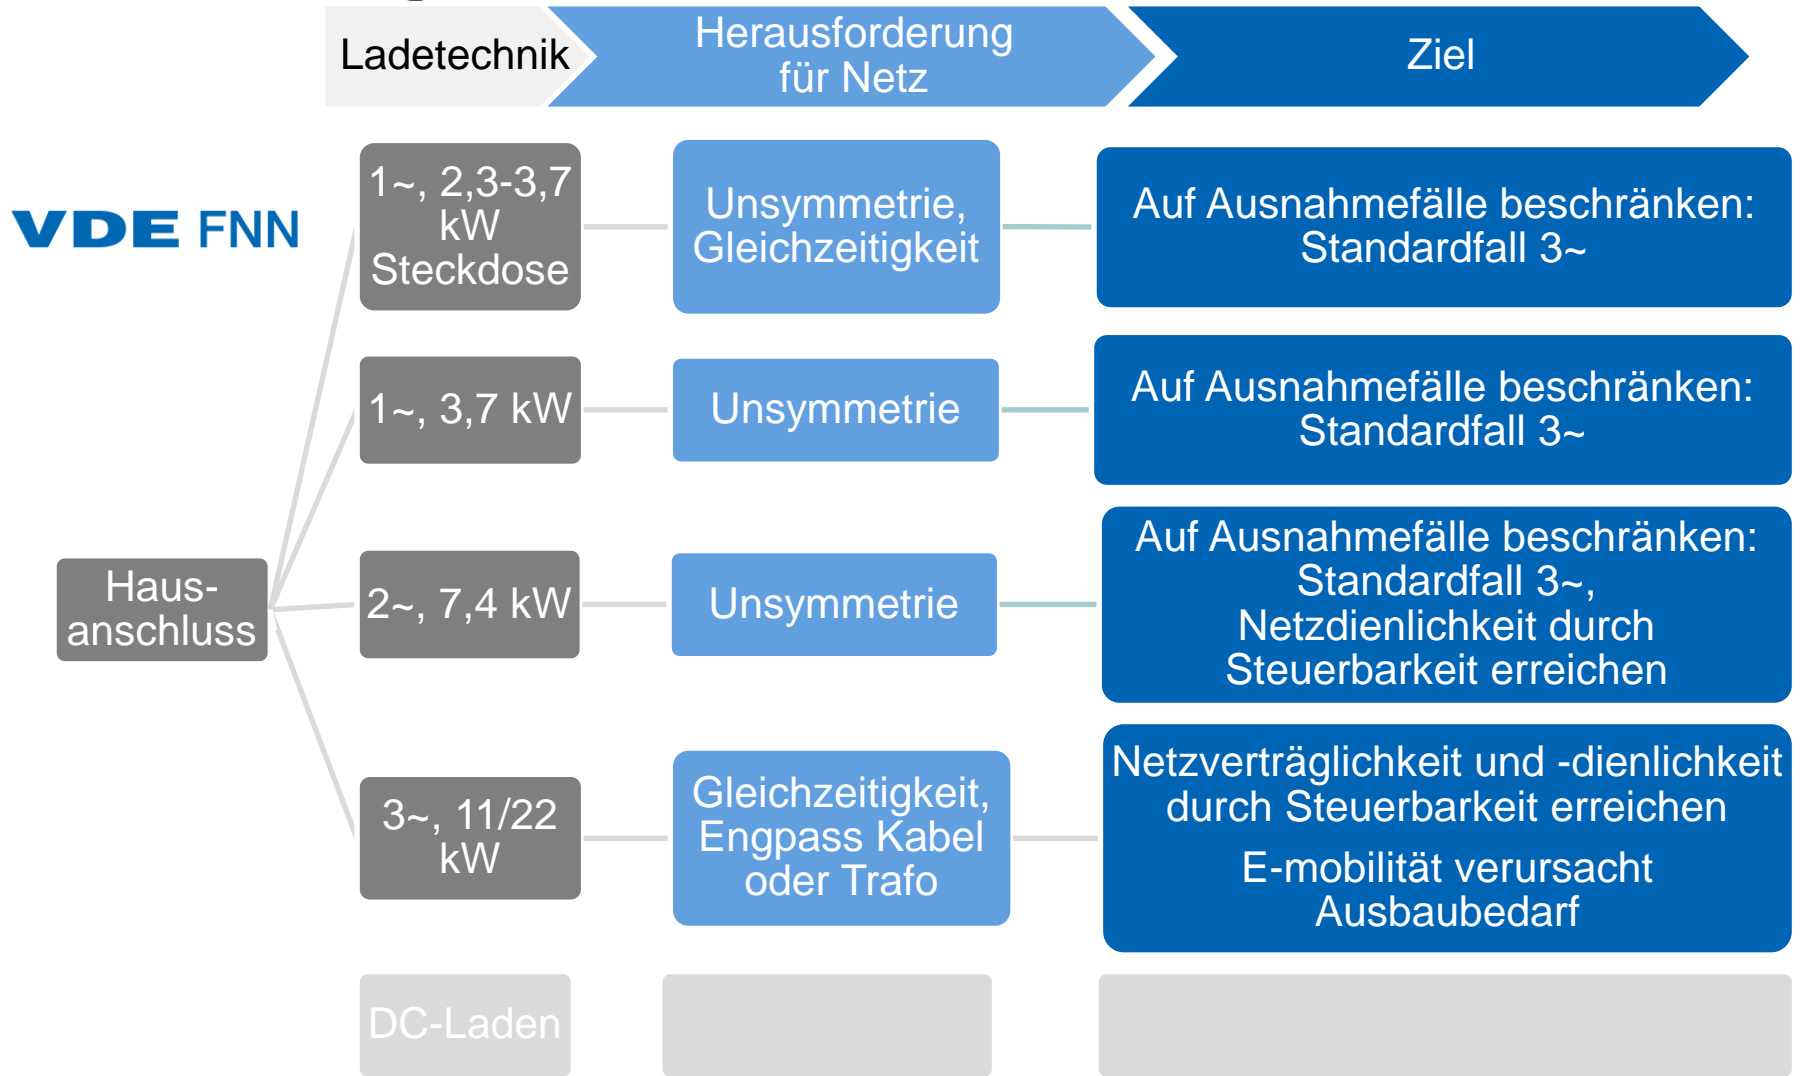 Ladetechnik
Herausforderung
für Netz
Ziel
VDE FNN
1~, 2,3-3,7
kW
Steckdose
Unsymmetrie,
Gleichzeitigkeit
Auf Ausnahmefälle beschränken:
Standardfall 3~
1~, 3,7 kW
Unsymmetrie
Auf Ausnahmefälle beschränken:
Standardfall 3~
Haus-
anschluss
2~, 7,4 kW
Unsymmetrie
Auf Ausnahmefälle beschränken:
Standardfall 3~,
Netzdienlichkeit durch
Steuerbarkeit erreichen
3~, 11/22
kW
Gleichzeitigkeit,
Engpass Kabel
oder Trafo
Netzverträglichkeit und -dienlichkeit
durch Steuerbarkeit erreichen
E-mobilität verursacht
Ausbaubedarf
DC-Laden